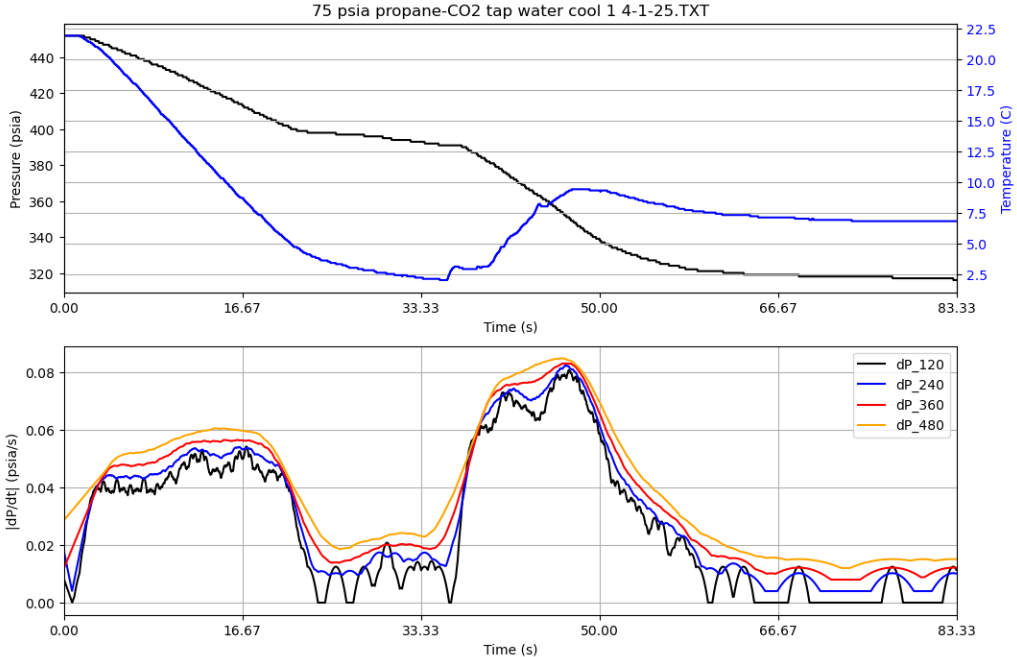 75 psia propane-CO2 tap water cool 1 4-1-25.TXT
440
420
400
380
360
340
320
Pressure (psia)
22.5
20.0
17.5
15.0
12.5
10.0
7.5
5.0
2.5
Temperature (C)
0.00 16.67 33.33 50.00 66.67 83.33
Time (s)
0.08
0.06
0.04
0.02
0.00
|dP/dt| (psia/s)
dP_120
dP_240
dP_360
dP_480
0.00 16.67 33.33 50.00 66.67 83.33
Time (s)